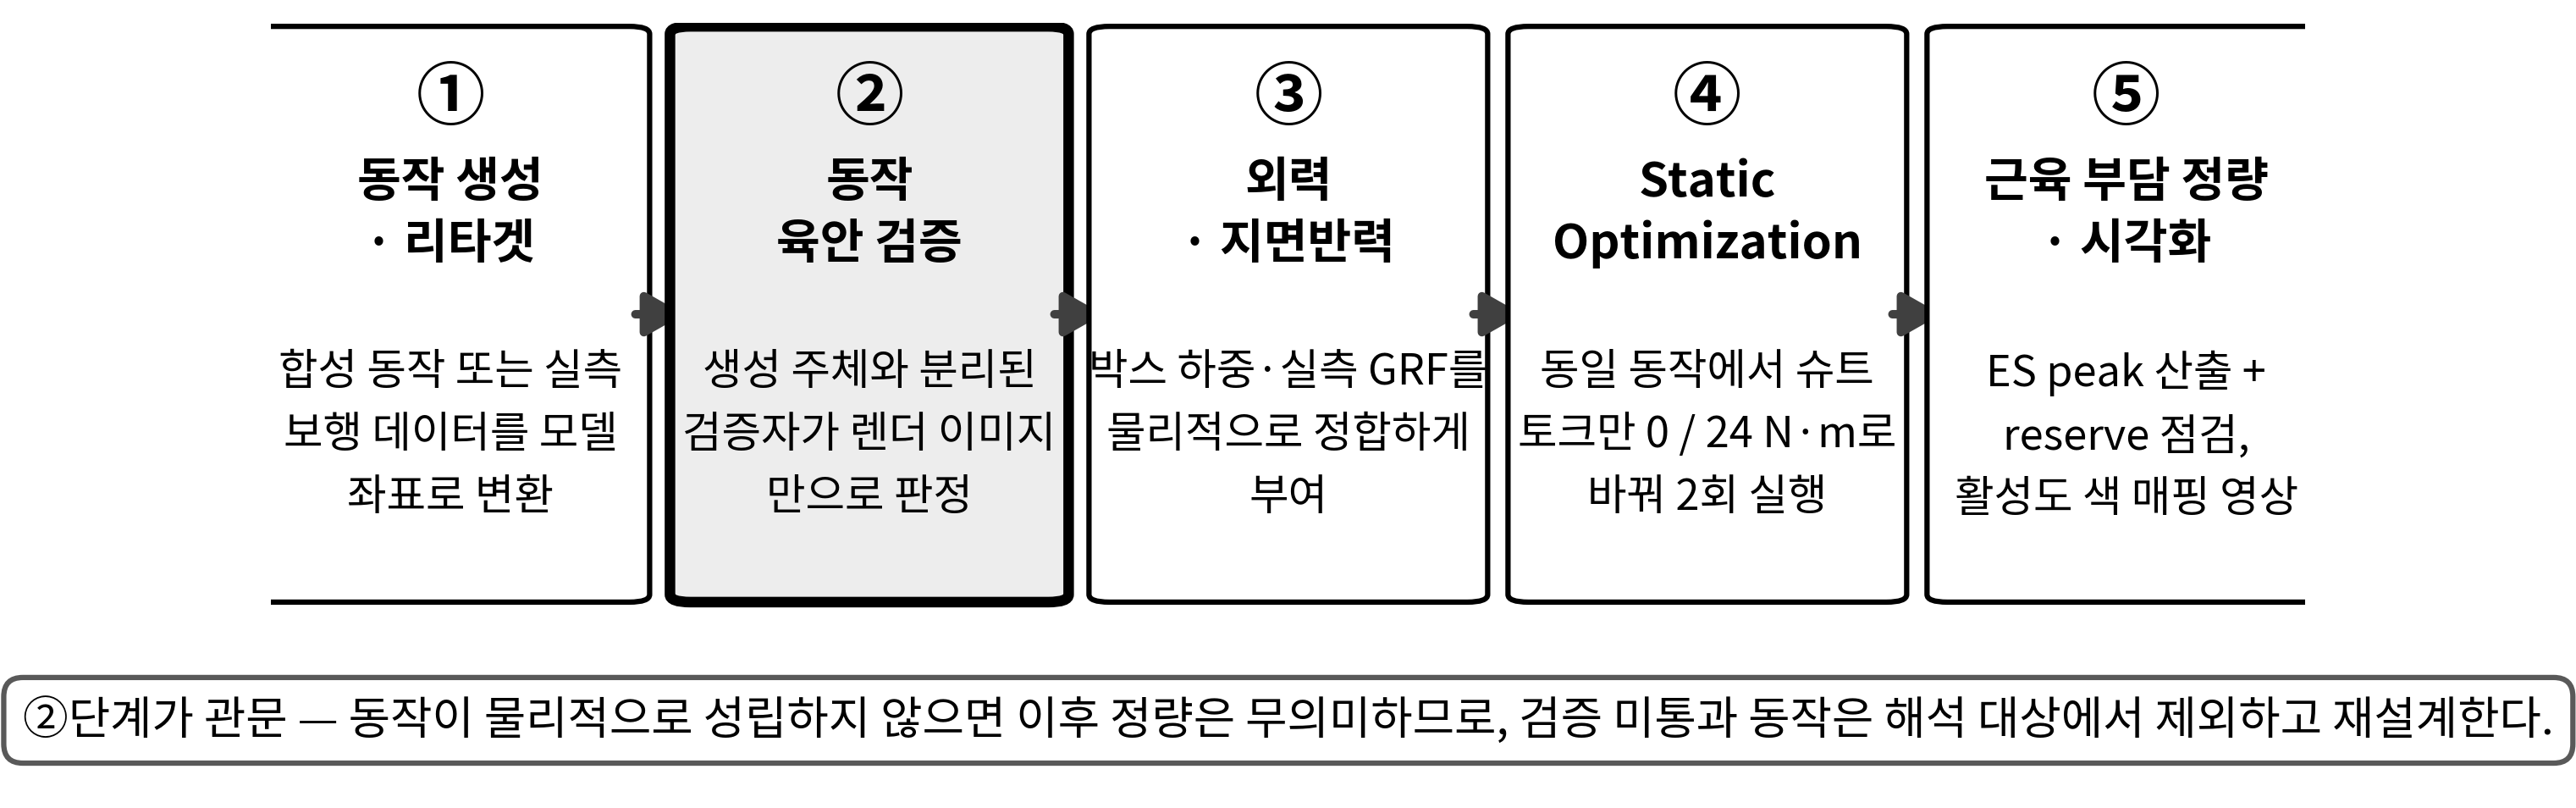 ①
동작 생성
· 리타겟
합성 동작 또는 실측
보행 데이터를 모델
좌표로 변환
②
동작
육안 검증
생성 주체와 분리된
검증자가 렌더 이미지
만으로 판정
③
외력
· 지면반력
박스 하중·실측 GRF를
물리적으로 정합하게
부여
④
Static
Optimization
동일 동작에서 슈트
토크만 0 / 24 N·m로
바꿔 2회 실행
⑤
근육 부담 정량
· 시각화
ES peak 산출 +
reserve 점검,
활성도 색 매핑 영상
②단계가 관문 — 동작이 물리적으로 성립하지 않으면 이후 정량은 무의미하므로, 검증 미통과 동작은 해석 대상에서 제외하고 재설계한다.